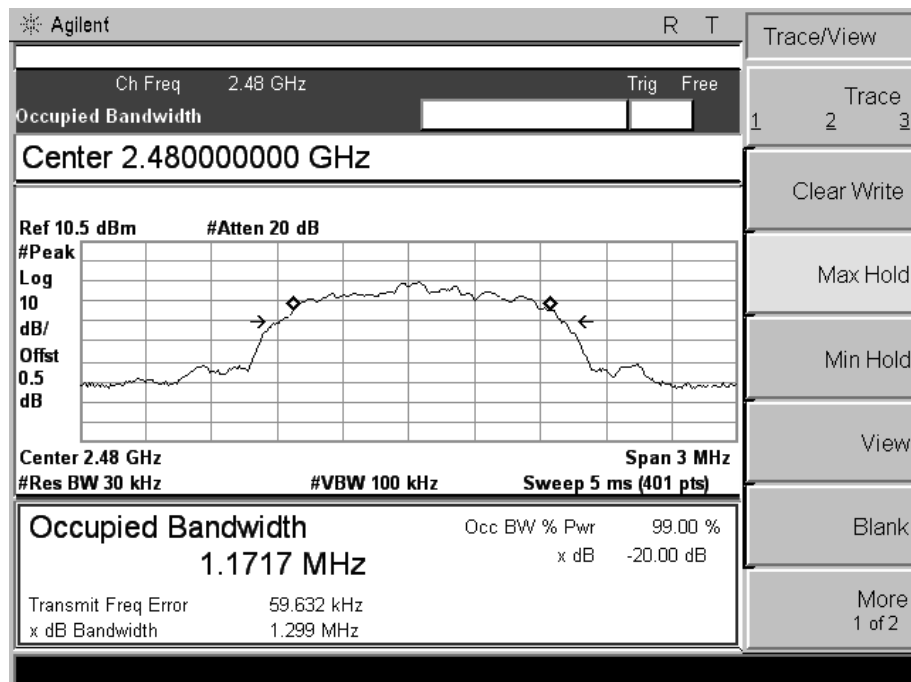 Agilent R T
Ch Freq 2.48 GHz Trig Free
Occupied Bandwidth
Center 2.480000000 GHz
Ref 10.5 dBm #Atten 20 dB
#Peak
Log
10
dB/
Offst
0.5
dB
Center 2.48 GHz Span 3 MHz
#Res BW 30 kHz #VBW 100 kHz Sweep 5 ms (401 pts)
Occupied Bandwidth
1.1717 MHz
Occ BW % Pwr 99.00 %
x dB -20.00 dB
Transmit Freq Error 59.632 kHz
x dB Bandwidth 1.299 MHz
Trace/View
Trace
1 2 3
Clear Write
Max Hold
Min Hold
View
Blank
More
1 of 2